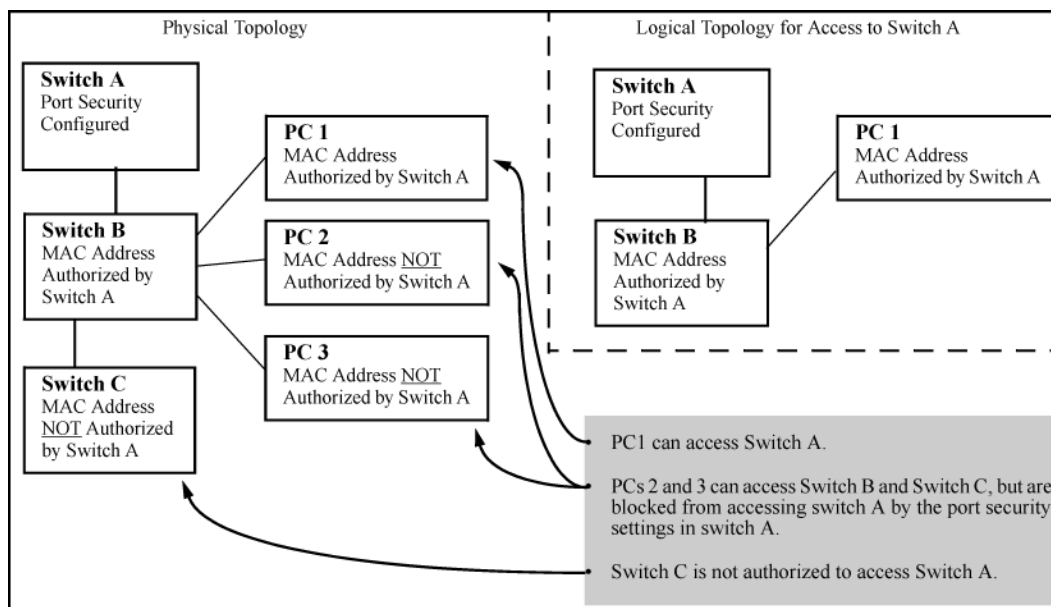 Physical Topology
Switch A
Port Security
Configured
PC 1
MAC Address
Authorized by Switch A
Switch B
MAC Address
Authorized by
Switch A
PC 2
MAC Address NOT
Authorized by Switch A
PC 3
MAC Address NOT
Authorized by Switch A
Switch C
MAC Address
NOT Authorized
by Switch A
Logical Topology for Access to Switch A
Switch A
Port Security
Configured
PC 1
MAC Address
Authorized by Switch A
Switch B
MAC Address
Authorized by
Switch A
PC1 can access Switch A.
PCs 2 and 3 can access Switch B and Switch C, but are
blocked from accessing switch A by the port security
settings in switch A.
Switch C is not authorized to access Switch A.